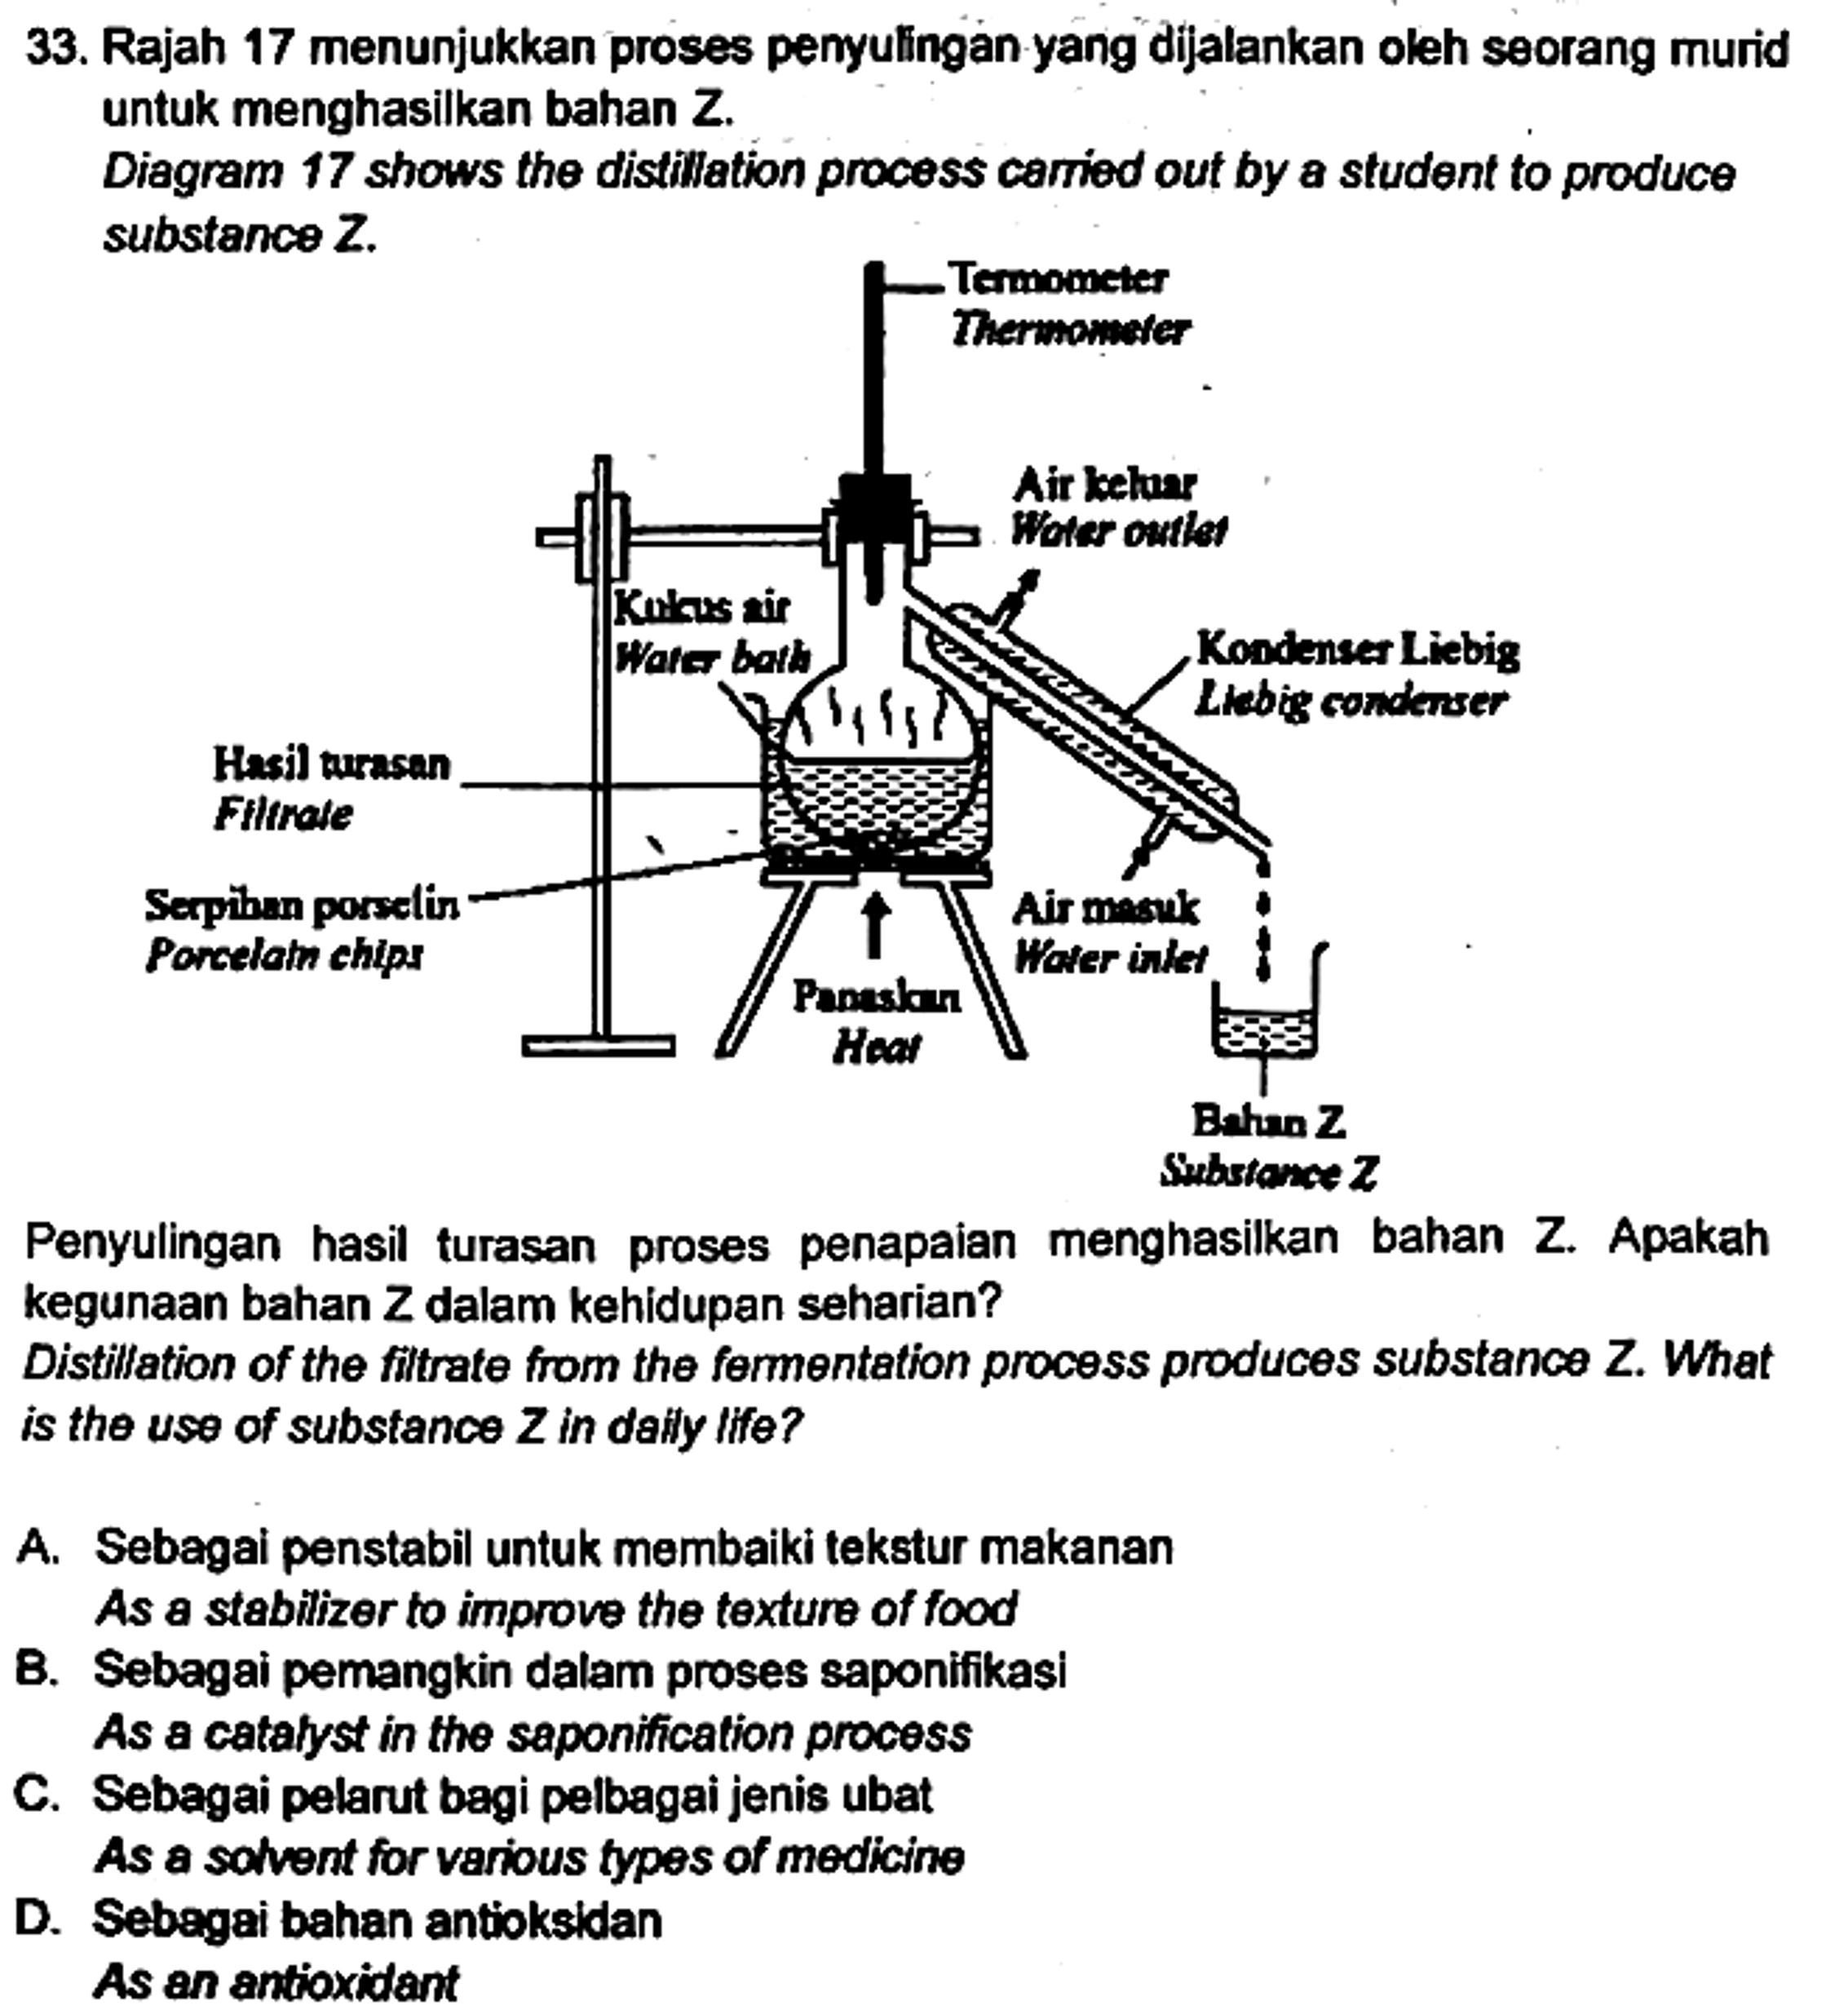 33. Rajah 17 menunjukkan proses penyulingan yang dijalankan oleh seorang murid
untuk menghasilkan bahan Z.
Diagram 17 shows the distillation process carried out by a student to produce
substance Z.
Termometer
Thermometer
Air keluar
Water outlet
Kukus air
Water bath
Kondenser Liebig
Liebig condenser
Hasil turasan
Filtrate
Serpihan porselin
Porcelain chips
Air masuk
Water inlet
Panaskan
Heat
Bahan Z
Substance Z
Penyulingan hasil turasan proses penapaian menghasilkan bahan Z. Apakah
kegunaan bahan Z dalam kehidupan seharian?
Distillation of the filtrate from the fermentation process produces substance Z. What
is the use of substance Z in daily life?
A. Sebagai penstabil untuk membaiki tekstur makanan
As a stabilizer to improve the texture of food
B. Sebagai pemangkin dalam proses saponifikasi
As a catalyst in the saponification process
C. Sebagai pelarut bagi pelbagai jenis ubat
As a solvent for various types of medicine
D. Sebagai bahan antioksidan
As an antioxidant